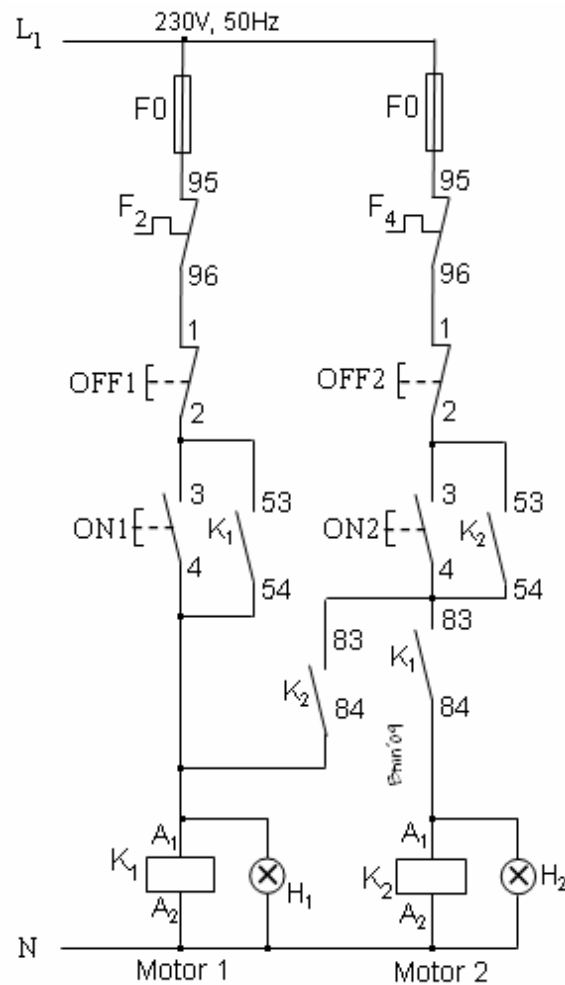 L1 230V, 50Hz
F0 F0
95 95
F2 F4
96 96
1 1
OFF1 OFF2
2 2
3 53 3 53
ON1 K1 ON2 K2
4 54 4 54
83 83
K2 K1
84 84
Bmin'09
A1 A1
K1 H1 K2 H2
A2 A2
N
Motor 1 Motor 2